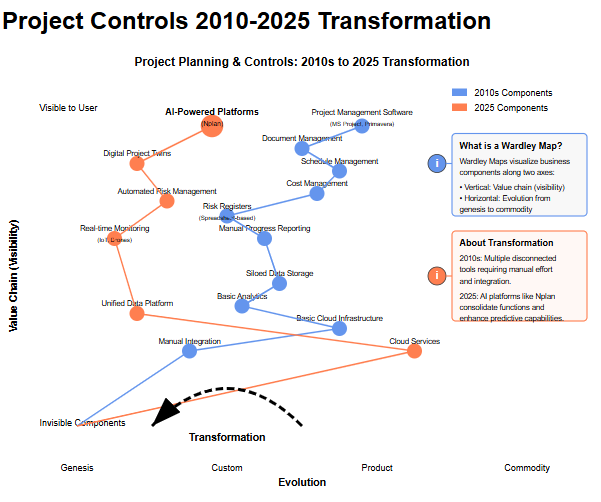 Project Controls 2010-2025 Transformation
Project Planning & Controls: 2010s to 2025 Transformation
2010s Components
2025 Components
Visible to User
AI-Powered Platforms
(Nplan)
Project Management Software
(MS Project, Primavera)
Document Management
Digital Project Twins
Schedule Management
Cost Management
Automated Risk Management
Risk Registers
(Spreadsheet-based)
Real-time Monitoring
(IoT, Drones)
Manual Progress Reporting
Siloed Data Storage
Unified Data Platform
Basic Analytics
Basic Cloud Infrastructure
Manual Integration
Cloud Services
Invisible Components
Transformation
What is a Wardley Map?
i
Wardley Maps visualize business
components along two axes:
• Vertical: Value chain (visibility)
• Horizontal: Evolution from
genesis to commodity
About Transformation
i
2010s: Multiple disconnected
tools requiring manual effort
and integration.
2025: AI platforms like Nplan
consolidate functions and
enhance predictive capabilities.
Value Chain (Visibility)
Genesis
Custom
Product
Commodity
Evolution